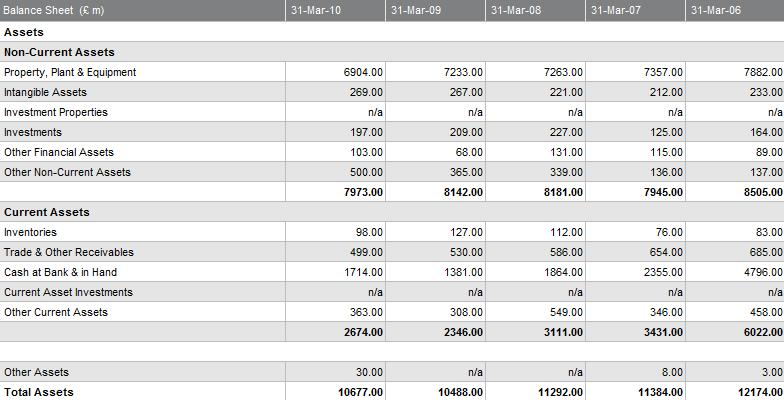 Balance Sheet (£ m) 31-Mar-10 31-Mar-09 31-Mar-08 31-Mar-07 31-Mar-06
Assets
Non-Current Assets
Property, Plant & Equipment 6904.00 7233.00 7263.00 7357.00 7882.00
Intangible Assets 269.00 267.00 221.00 212.00 233.00
Investment Properties n/a n/a n/a n/a n/a
Investments 197.00 209.00 227.00 125.00 164.00
Other Financial Assets 103.00 68.00 131.00 115.00 89.00
Other Non-Current Assets 500.00 365.00 339.00 136.00 137.00
7973.00 8142.00 8181.00 7945.00 8505.00
Current Assets
Inventories 98.00 127.00 112.00 76.00 83.00
Trade & Other Receivables 499.00 530.00 586.00 654.00 685.00
Cash at Bank & in Hand 1714.00 1381.00 1864.00 2355.00 4796.00
Current Asset Investments n/a n/a n/a n/a n/a
Other Current Assets 363.00 308.00 549.00 346.00 458.00
2674.00 2346.00 3111.00 3431.00 6022.00
Other Assets 30.00 n/a n/a 8.00 3.00
Total Assets 10677.00 10488.00 11292.00 11384.00 12174.00